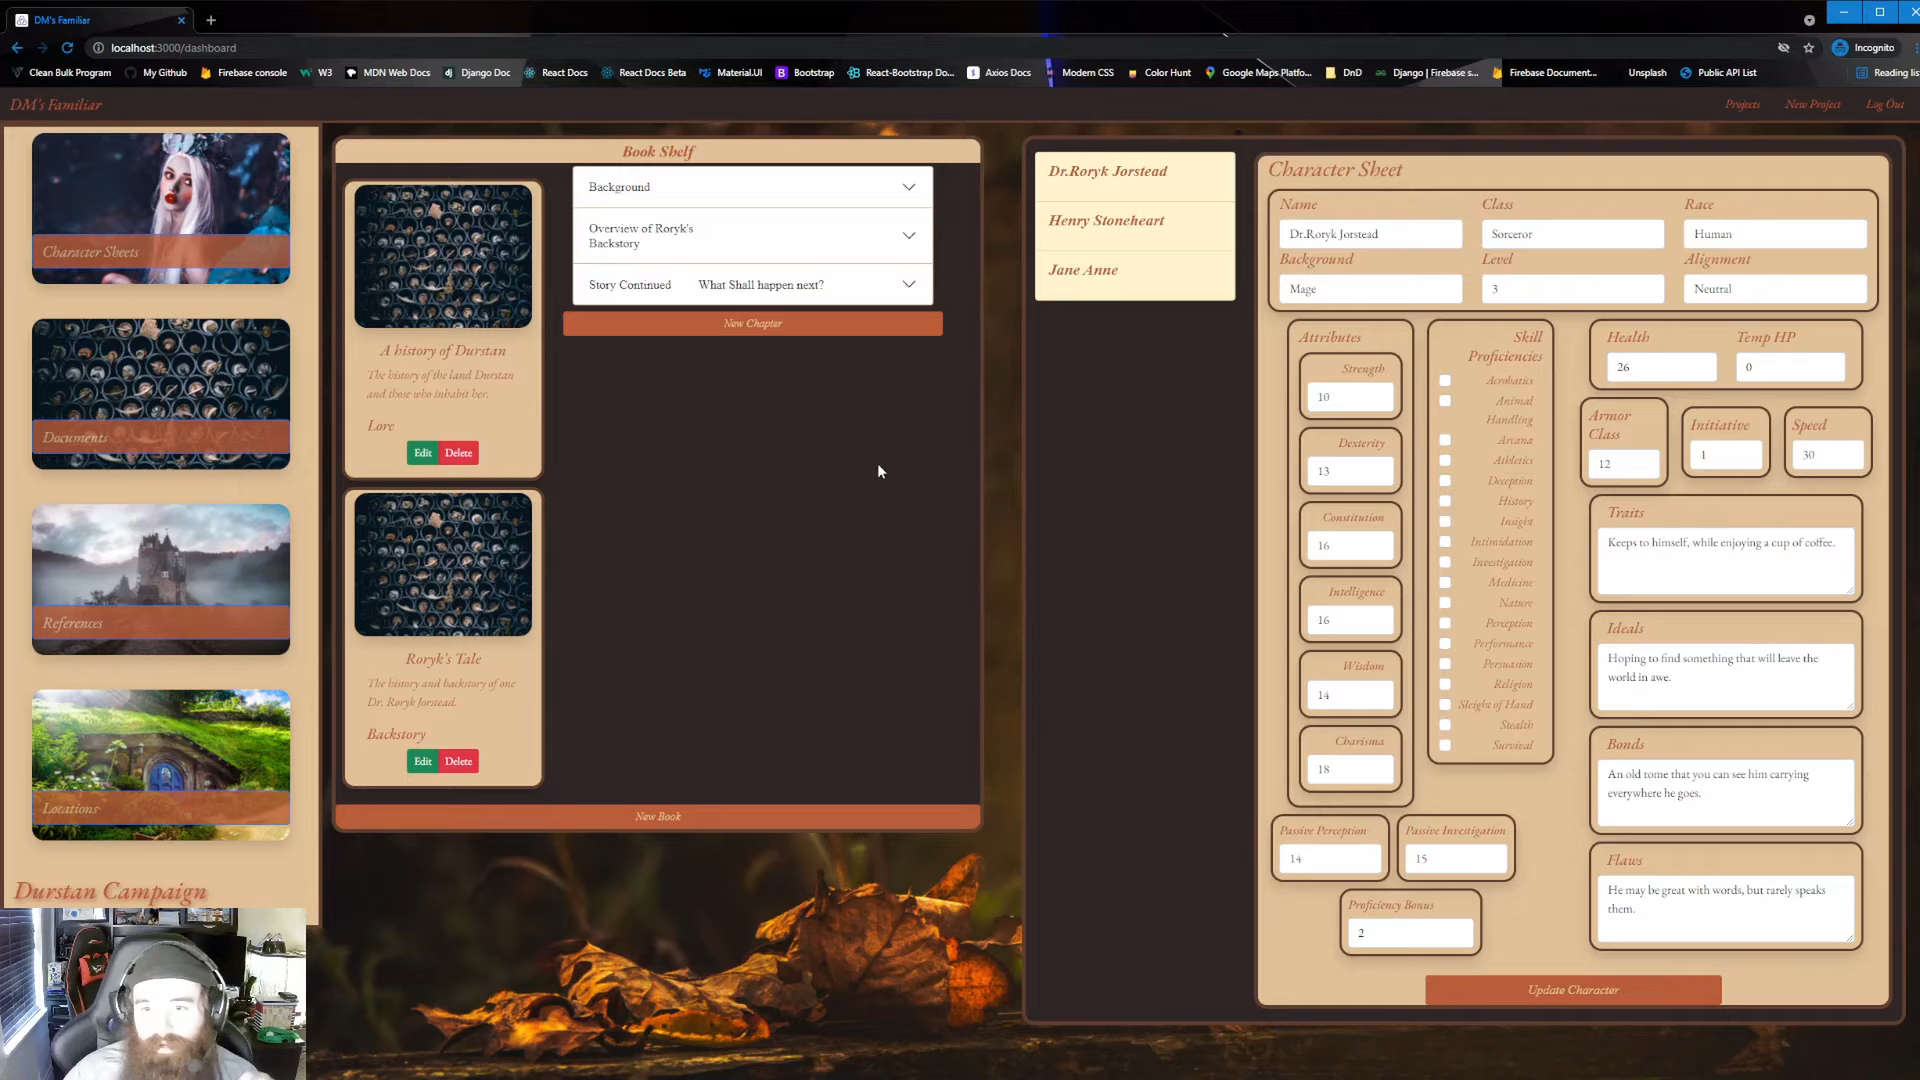 DM's Familiar
localhost:3000/dashboard
Incognito
Clean Bulk Program
My Github
Firebase console
W3
MDN Web Docs
Django Doc
React Docs
React Docs Beta
Material.UI
Bootstrap
React-Bootstrap Do...
Axios Docs
Modern CSS
Color Hunt
Google Maps Platfo...
DnD
Django | Firebase s...
Firebase Document...
Unsplash
Public API List
Reading list
DM's Familiar
Projects
New Project
Log Out
Character Sheets
Documents
References
Locations
Durstan Campaign
Book Shelf
A history of Durstan
The history of the land Durstan
and those who inhabit her.
Lore
Edit
Delete
Roryk's Tale
The history and backstory of one
Dr. Roryk Jorstead.
Backstory
Edit
Delete
Background
Overview of Roryk's
Backstory
Story Continued
What Shall happen next?
New Chapter
New Book
Dr.Roryk Jorstead
Henry Stoneheart
Jane Anne
Character Sheet
Name
Class
Race
Dr.Roryk Jorstead
Sorceror
Human
Background
Level
Alignment
Mage
3
Neutral
Attributes
Strength
10
Dexterity
13
Constitution
16
Intelligence
16
Wisdom
14
Charisma
18
Skill
Proficiencies
Acrobatics
Animal
Handling
Arcana
Athletics
Deception
History
Insight
Intimidation
Investigation
Medicine
Nature
Perception
Performance
Persuasion
Religion
Sleight of Hand
Stealth
Survival
Health
Temp HP
26
0
Armor
Class
12
Initiative
1
Speed
30
Traits
Keeps to himself, while enjoying a cup of coffee.
Ideals
Hoping to find something that will leave the
world in awe.
Bonds
An old tome that you can see him carrying
everywhere he goes.
Flaws
He may be great with words, but rarely speaks
them.
Passive Perception
14
Passive Investigation
15
Proficiency Bonus
2
Update Character